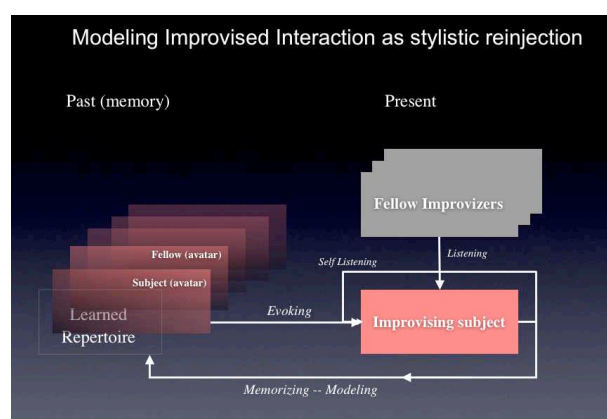 Modeling Improvised Interaction as stylistic reinjection
Past (memory)
Present
Fellow Improvizers
Fellow (avatar)
Self Listening
Listening
Subject (avatar)
Learned
Repertoire
Evoking
Improvising subject
Memorizing -- Modeling